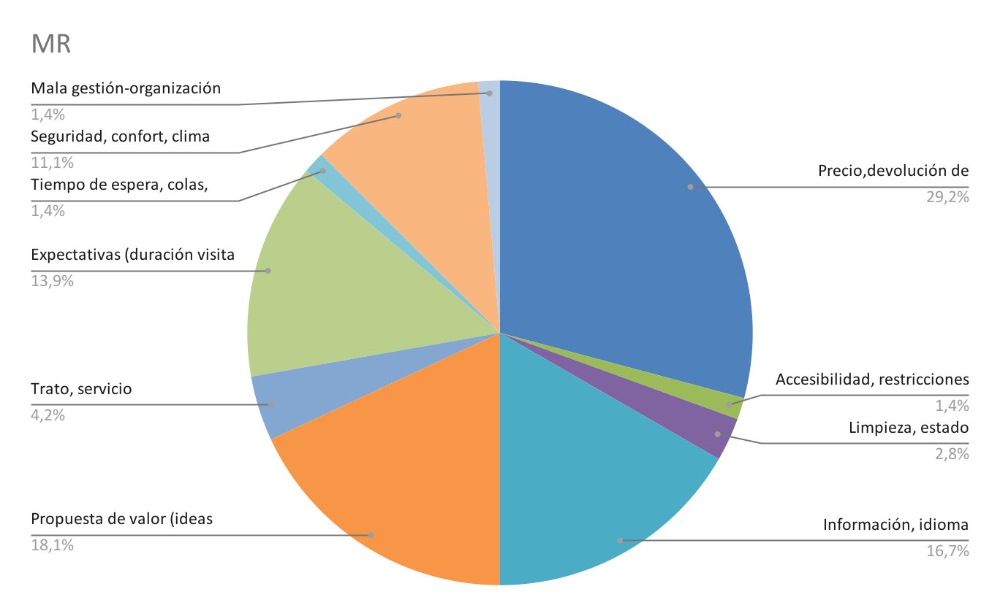 MR
Mala gestión-organización
1,4%
Seguridad, confort, clima
11,1%
Tiempo de espera, colas,
1,4%
Expectativas (duración visita
13,9%
Trato, servicio
4,2%
Propuesta de valor (ideas
18,1%
Precio,devolución de
29,2%
Accesibilidad, restricciones
1,4%
Limpieza, estado
2,8%
Información, idioma
16,7%